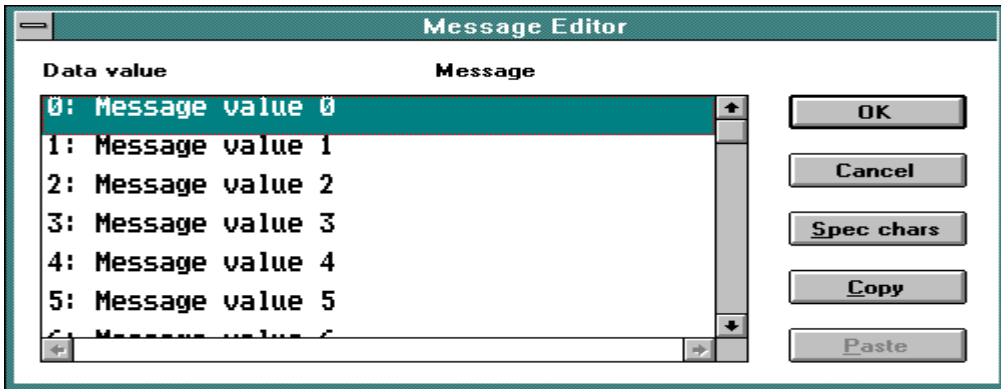 Message Editor
Data value Message
0: Message value 0
1: Message value 1
2: Message value 2
3: Message value 3
4: Message value 4
5: Message value 5
OK
Cancel
Spec chars
Copy
Paste